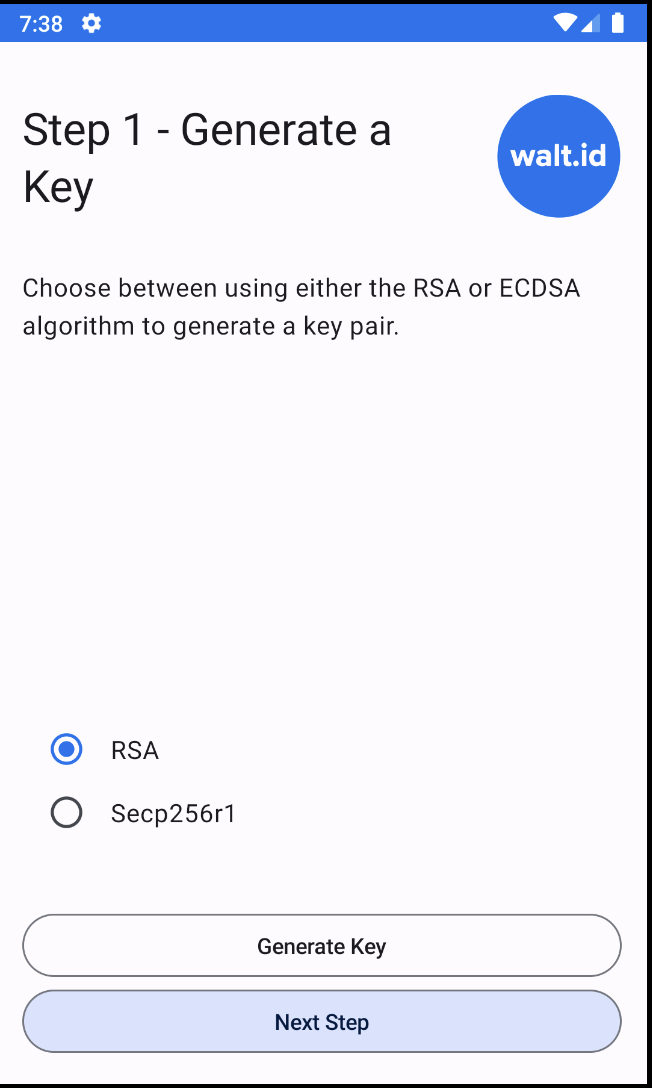 7:38
Step 1 - Generate a
Key
walt.id
Choose between using either the RSA or ECDSA
algorithm to generate a key pair.
RSA
Secp256r1
Generate Key
Next Step